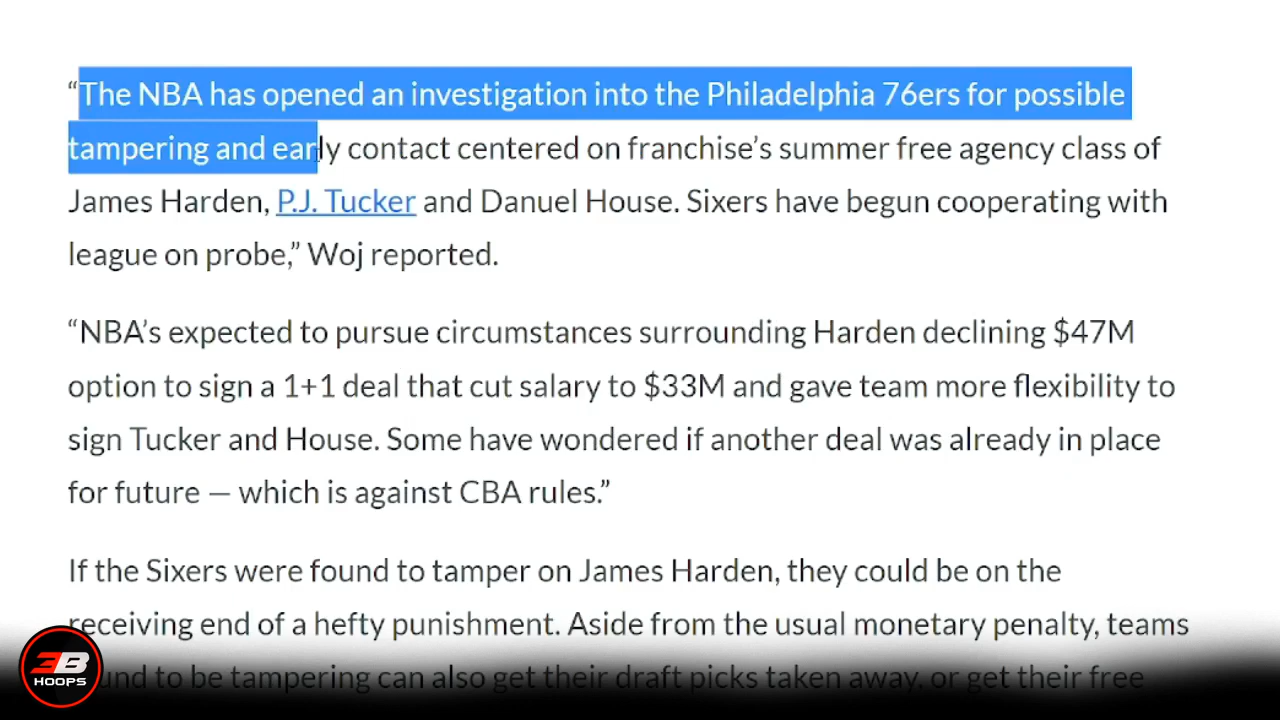 “The NBA has opened an investigation into the Philadelphia 76ers for possible
tampering and early contact centered on franchise’s summer free agency class of
James Harden, P.J. Tucker and Danuel House. Sixers have begun cooperating with
league on probe,” Woj reported.
“NBA’s expected to pursue circumstances surrounding Harden declining $47M
option to sign a 1+1 deal that cut salary to $33M and gave team more flexibility to
sign Tucker and House. Some have wondered if another deal was already in place
for future — which is against CBA rules.”
If the Sixers were found to tamper on James Harden, they could be on the
receiving end of a hefty punishment. Aside from the usual monetary penalty, teams
to be tampering can also get their draft picks taken away, or get their free
3B
HOOPS